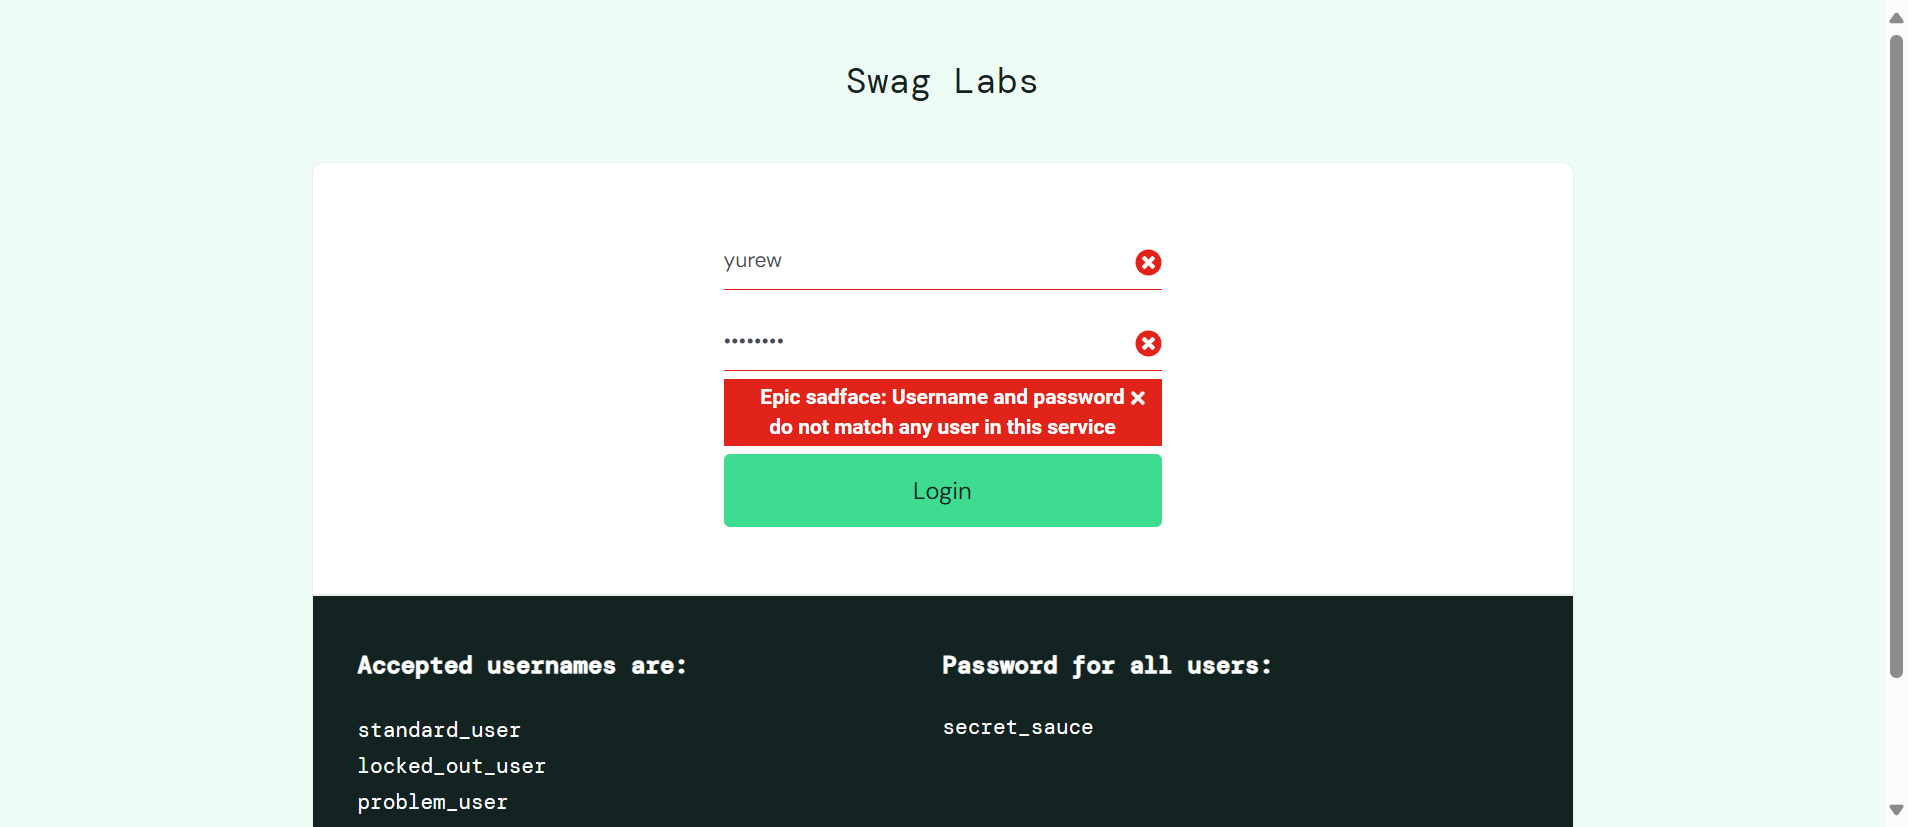 Swag Labs
yurew
••••••••
Epic sadface: Username and password
do not match any user in this service
Login
Accepted usernames are:
standard_user
locked_out_user
problem_user
Password for all users:
secret_sauce